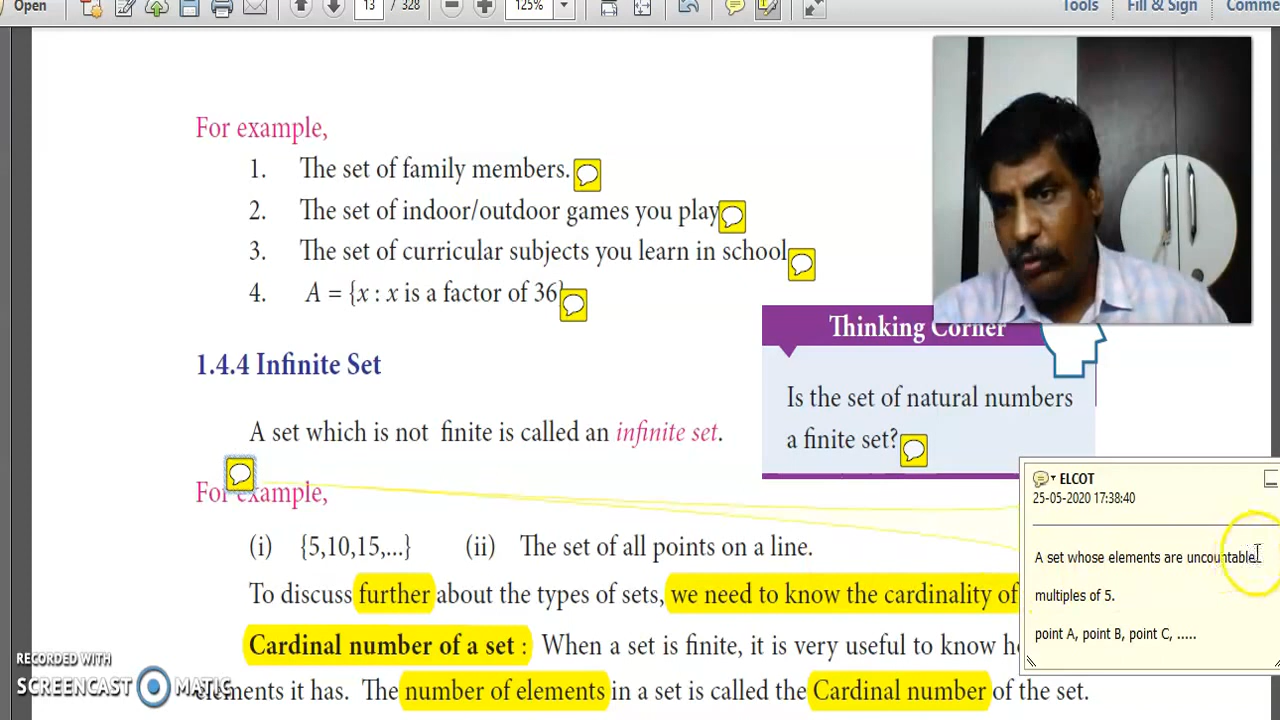 Open
13
/ 328
125%
Tools
Fill & Sign
Comme
For example,
1. The set of family members.
2. The set of indoor/outdoor games you play
3. The set of curricular subjects you learn in school
4. A = {x : x is a factor of 36}
Thinking Corner
Is the set of natural numbers
a finite set?
1.4.4 Infinite Set
A set which is not finite is called an infinite set.
For example,
(i) {5,10,15,...} (ii) The set of all points on a line.
To discuss further about the types of sets, we need to know the cardinality of
Cardinal number of a set : When a set is finite, it is very useful to know h
elements it has. The number of elements in a set is called the Cardinal number of the set.
ELCOT
25-05-2020 17:38:40
A set whose elements are uncountable.
multiples of 5.
point A, point B, point C, .....
RECORDED WITH
SCREENCAST MATIC